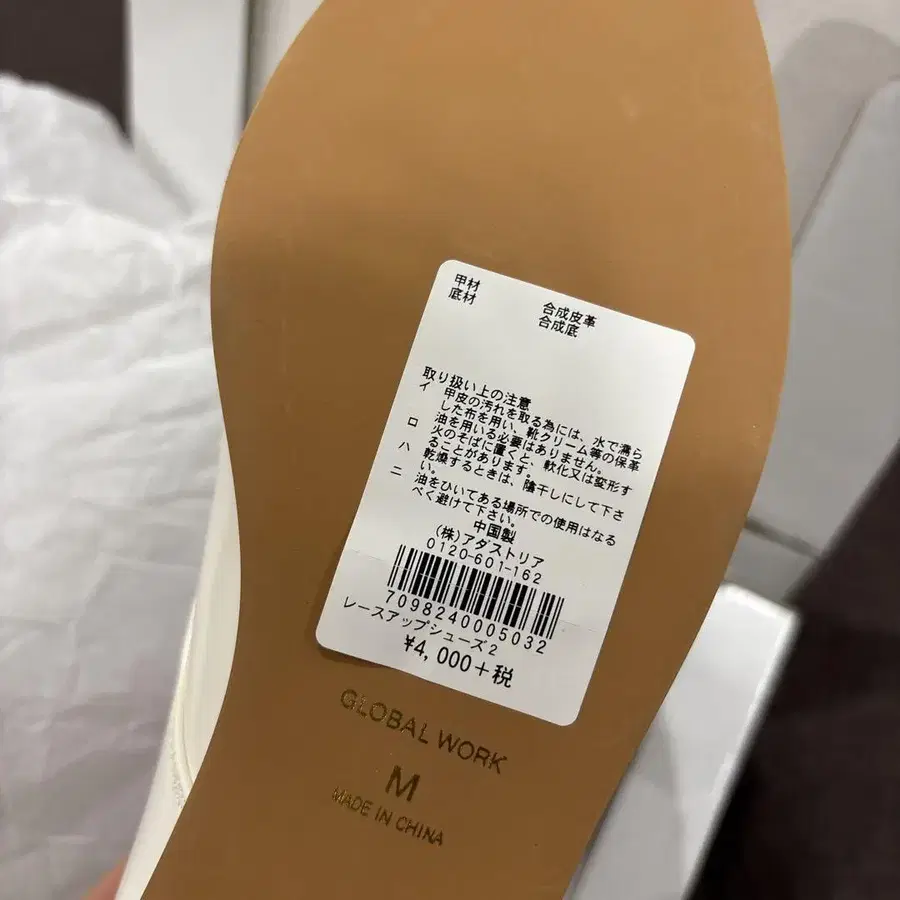 甲材 合成皮革
底材 合成底
取り扱い上の注意
イ 甲皮の汚れを取る為には、水で濡ら
した布を用い、靴クリーム等の保革
油を用いる必要はありません。
ロ 火のそばに置くと、軟化又は変形す
ることがあります。
ハ 乾燥するときは、陰干しにして下さ
い。
ニ 油をひいてある場所での使用はなる
べく避けて下さい。
中国製
(株)アダストリア
0120-601-162
7098240005032
レースアップシューズ2
¥4,000+税
GLOBAL WORK
M
MADE IN CHINA